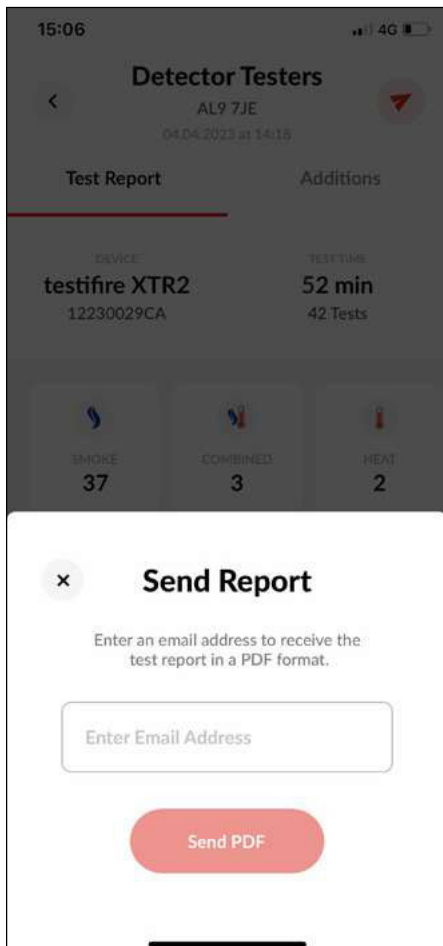 15:06
4G
Detector Testers
AL9 7JE
04.04.2023 at 14:18
Test Report
Additions
DEVICE
TEST TIME
testifire XTR2
52 min
12230029CA
42 Tests
SMOKE
COMBINED
HEAT
37
3
2
Send Report
Enter an email address to receive the
test report in a PDF format.
Enter Email Address
Send PDF